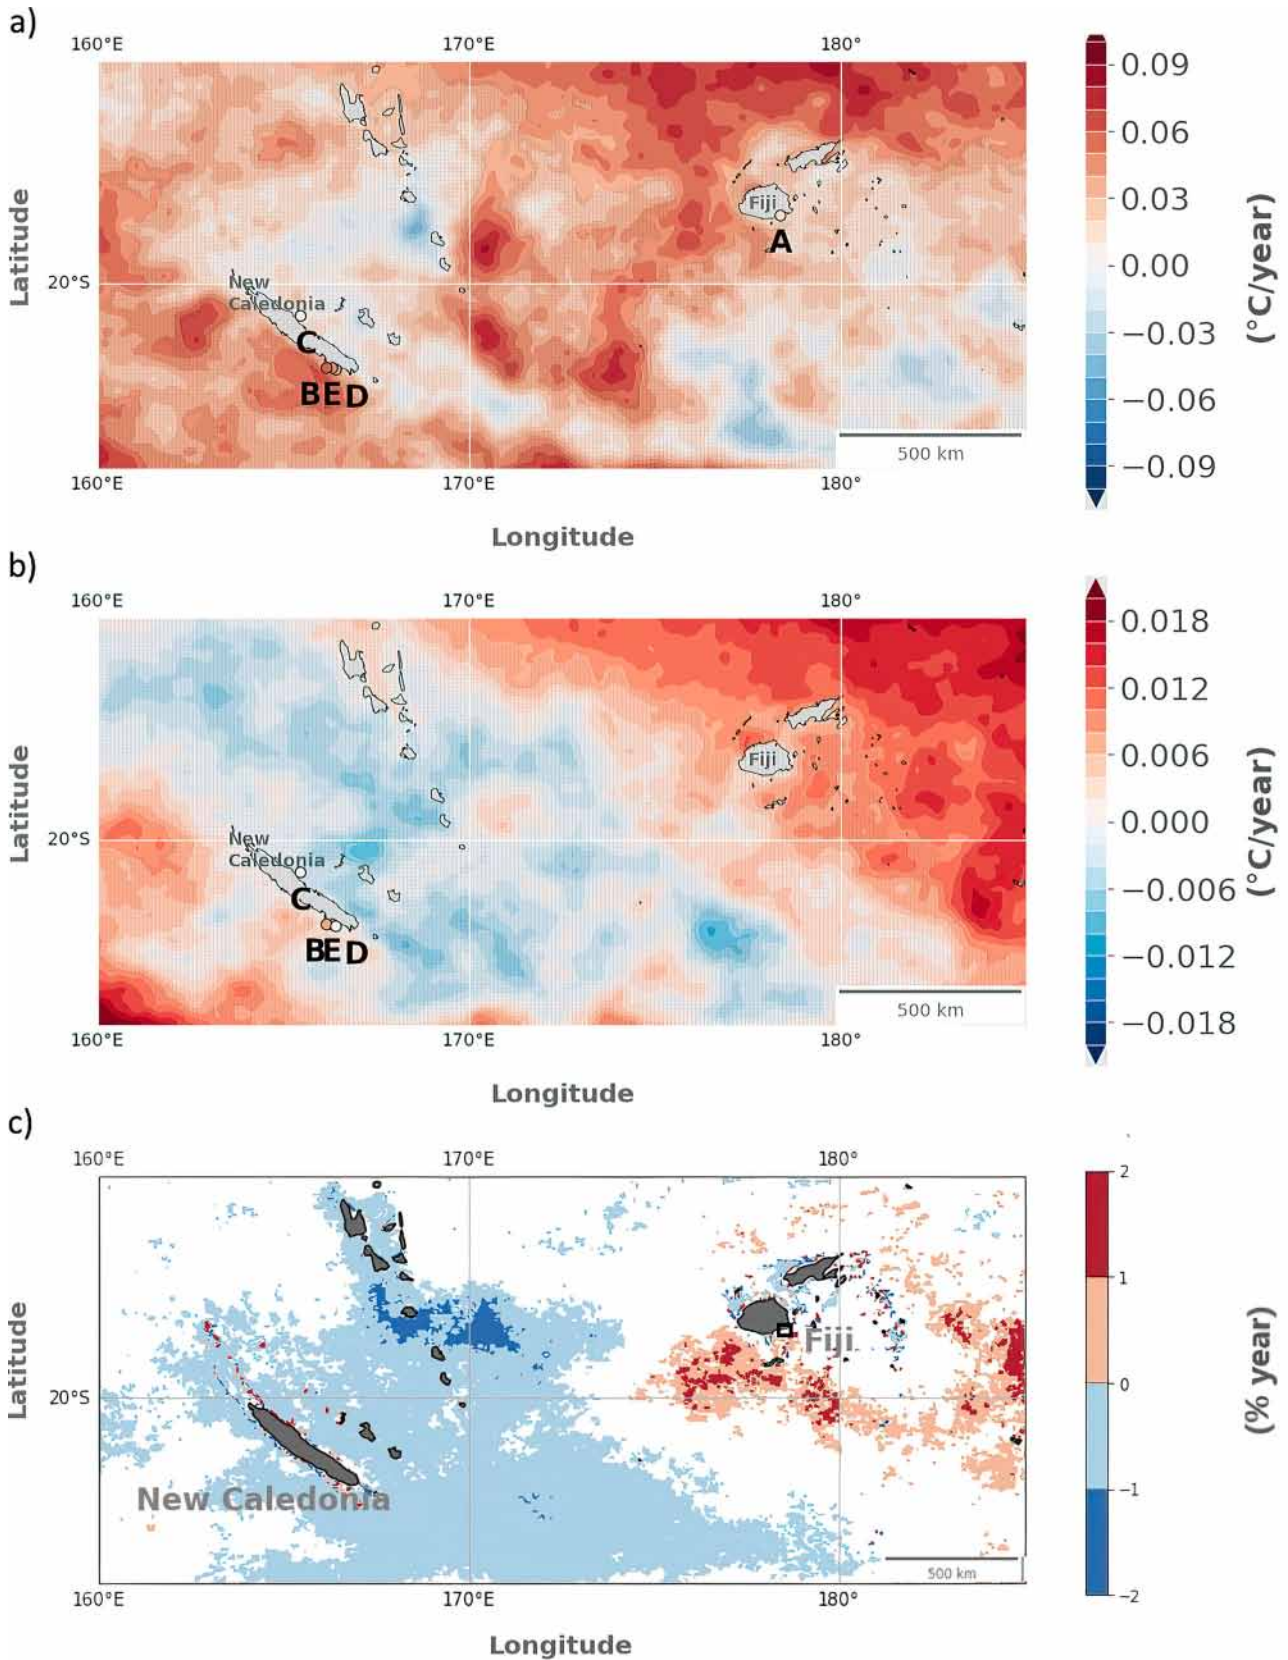 a)
160°E 170°E 180°
Latitude
20°S
Fiji
A
New
Caledonia
C
BED
500 km
160°E 170°E 180°
Longitude
0.09
0.06
0.03
0.00
−0.03
−0.06
−0.09
(°C/year)
b)
160°E 170°E 180°
Latitude
20°S
Fiji
New
Caledonia
C
BED
500 km
160°E 170°E 180°
Longitude
0.018
0.012
0.006
0.000
−0.006
−0.012
−0.018
(°C/year)
c)
160°E 170°E 180°
Latitude
20°S
Fiji
New Caledonia
500 km
160°E 170°E 180°
Longitude
2
1
0
−1
−2
(% year)